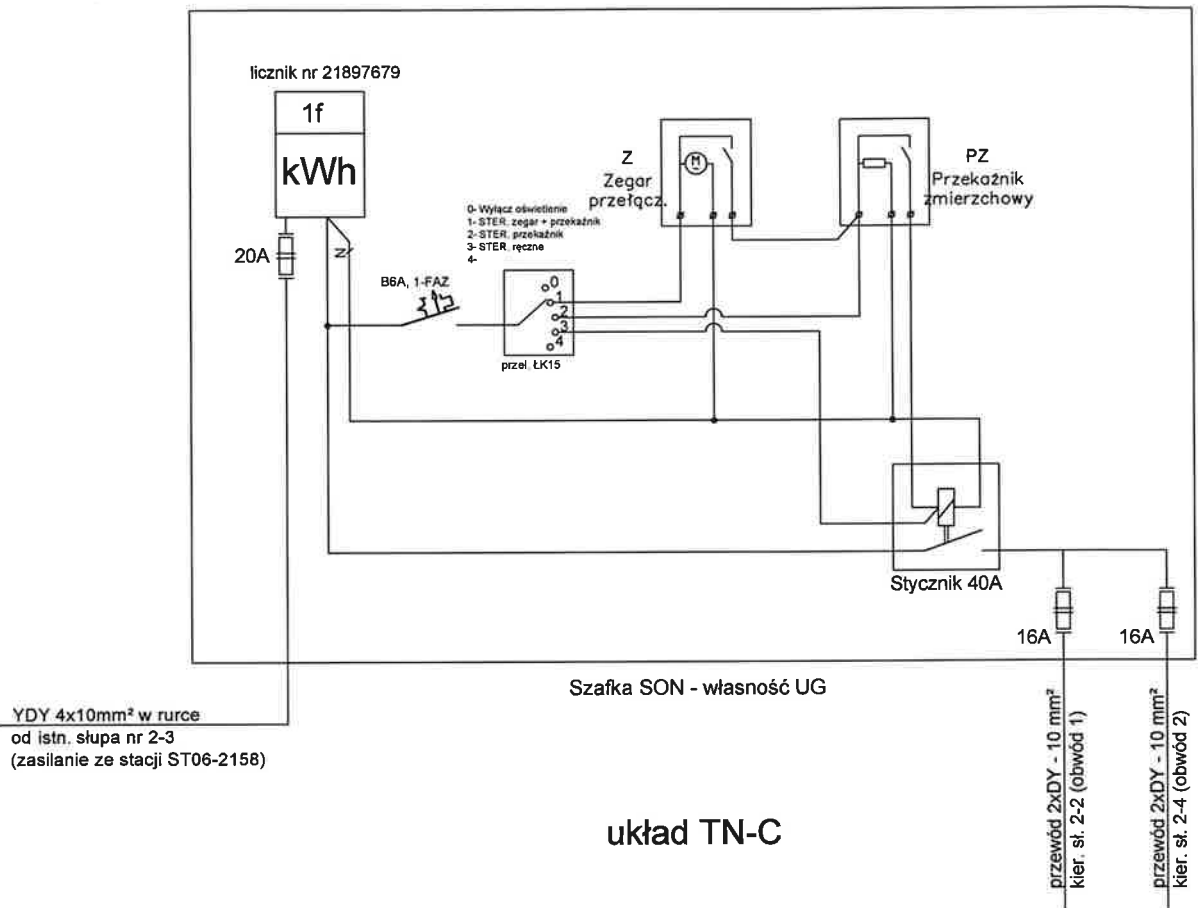 licznik nr 21897679
1f
kWh
20A
N
B6A, 1-FAZ
0- Wyłącz oświetlenie
1- STER. zegar + przekaźnik
2- STER. przekaźnik
3- STER. ręczne
4-
0
1
2
3
4
przeł. ŁK15
Z
Zegar
przełącz.
M
PZ
Przekaźnik
zmierzchowy
Stycznik 40A
16A
16A
Szafka SON - własność UG
YDY 4x10mm² w rurce
od istn. słupa nr 2-3
(zasilanie ze stacji ST06-2158)
układ TN-C
przewód 2xDY - 10 mm²
kier. sł. 2-2 (obwód 1)
przewód 2xDY - 10 mm²
kier. sł. 2-4 (obwód 2)